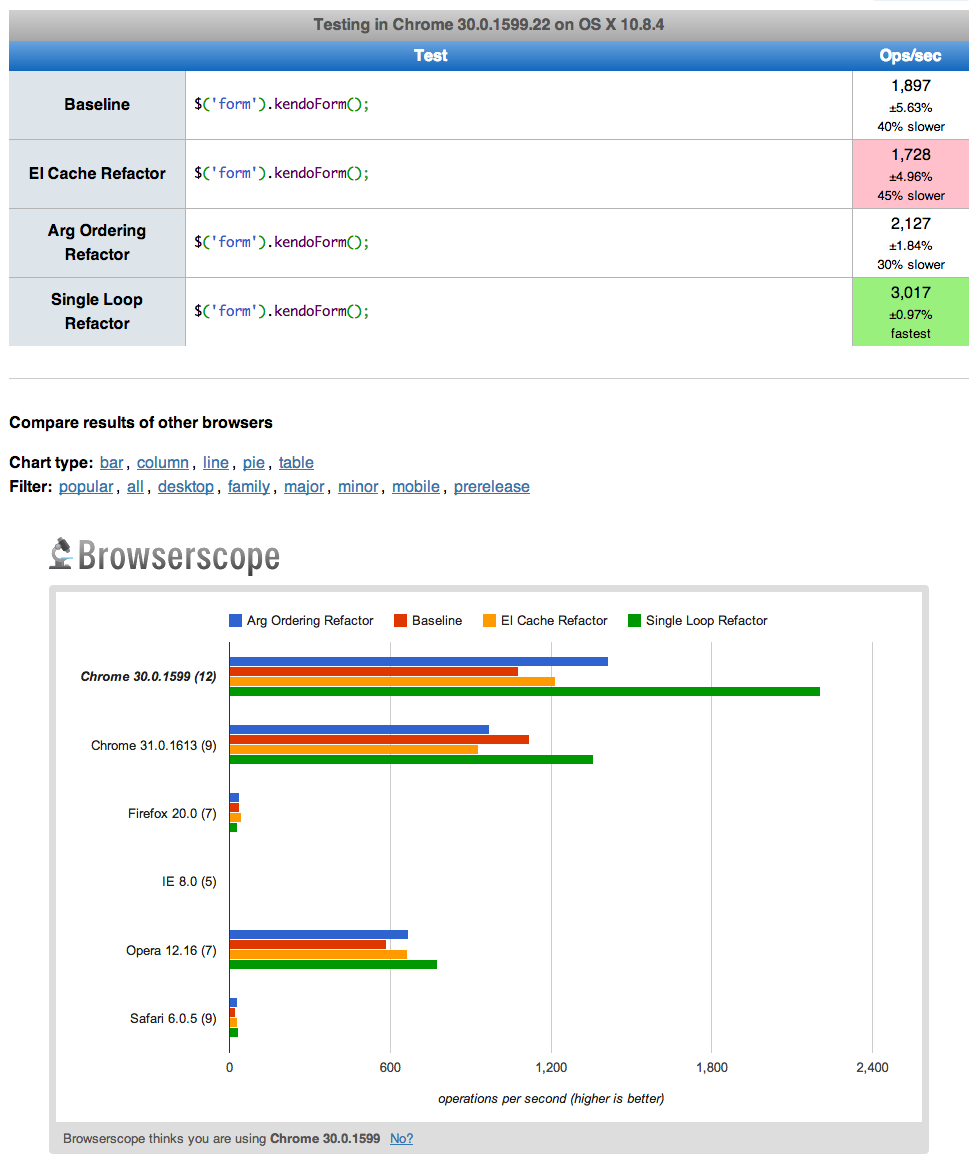 Testing in Chrome 30.0.1599.22 on OS X 10.8.4
Test Ops/sec
Baseline $('form').kendoForm(); 1,897
±5.63%
40% slower
El Cache Refactor $('form').kendoForm(); 1,728
±4.96%
45% slower
Arg Ordering
Refactor
$('form').kendoForm();
2,127
±1.84%
30% slower
Single Loop
Refactor
$('form').kendoForm();
3,017
±0.97%
fastest
Compare results of other browsers
Chart type: bar, column, line, pie, table
Filter: popular, all, desktop, family, major, minor, mobile, prerelease
Browserscope
Arg Ordering Refactor Baseline El Cache Refactor Single Loop Refactor
Chrome 30.0.1599 (12)
Chrome 31.0.1613 (9)
Firefox 20.0 (7)
IE 8.0 (5)
Opera 12.16 (7)
Safari 6.0.5 (9)
0 600 1,200 1,800 2,400
operations per second (higher is better)
Browserscope thinks you are using Chrome 30.0.1599 No?